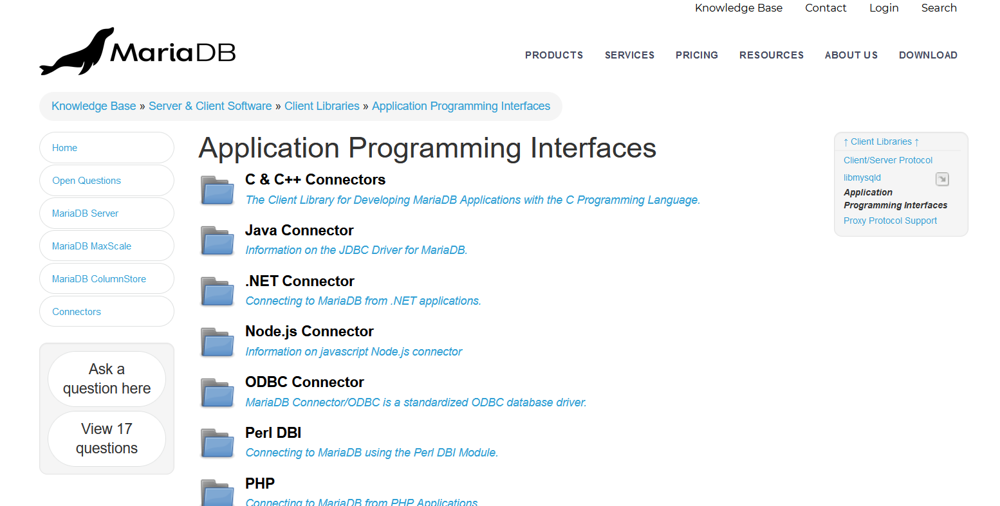 Knowledge Base Contact Login Search
MariaDB
PRODUCTS SERVICES PRICING RESOURCES ABOUT US DOWNLOAD
Knowledge Base » Server & Client Software » Client Libraries » Application Programming Interfaces
Home
Open Questions
MariaDB Server
MariaDB MaxScale
MariaDB ColumnStore
Connectors
Ask a
question here
View 17
questions
Application Programming Interfaces
C & C++ Connectors
The Client Library for Developing MariaDB Applications with the C Programming Language.
Java Connector
Information on the JDBC Driver for MariaDB.
.NET Connector
Connecting to MariaDB from .NET applications.
Node.js Connector
Information on javascript Node.js connector
ODBC Connector
MariaDB Connector/ODBC is a standardized ODBC database driver.
Perl DBI
Connecting to MariaDB using the Perl DBI Module.
PHP
Connecting to MariaDB from PHP Applications
↑ Client Libraries ↑
Client/Server Protocol
libmysqld
Application
Programming Interfaces
Proxy Protocol Support